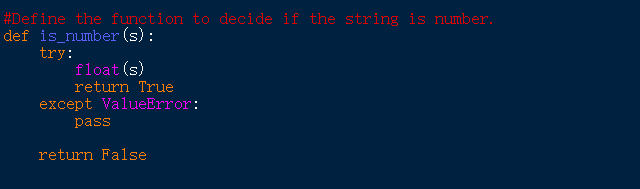 #Define the function to decide if the string is number.
def is_number(s):
    try:
        float(s)
        return True
    except ValueError:
        pass

    return False